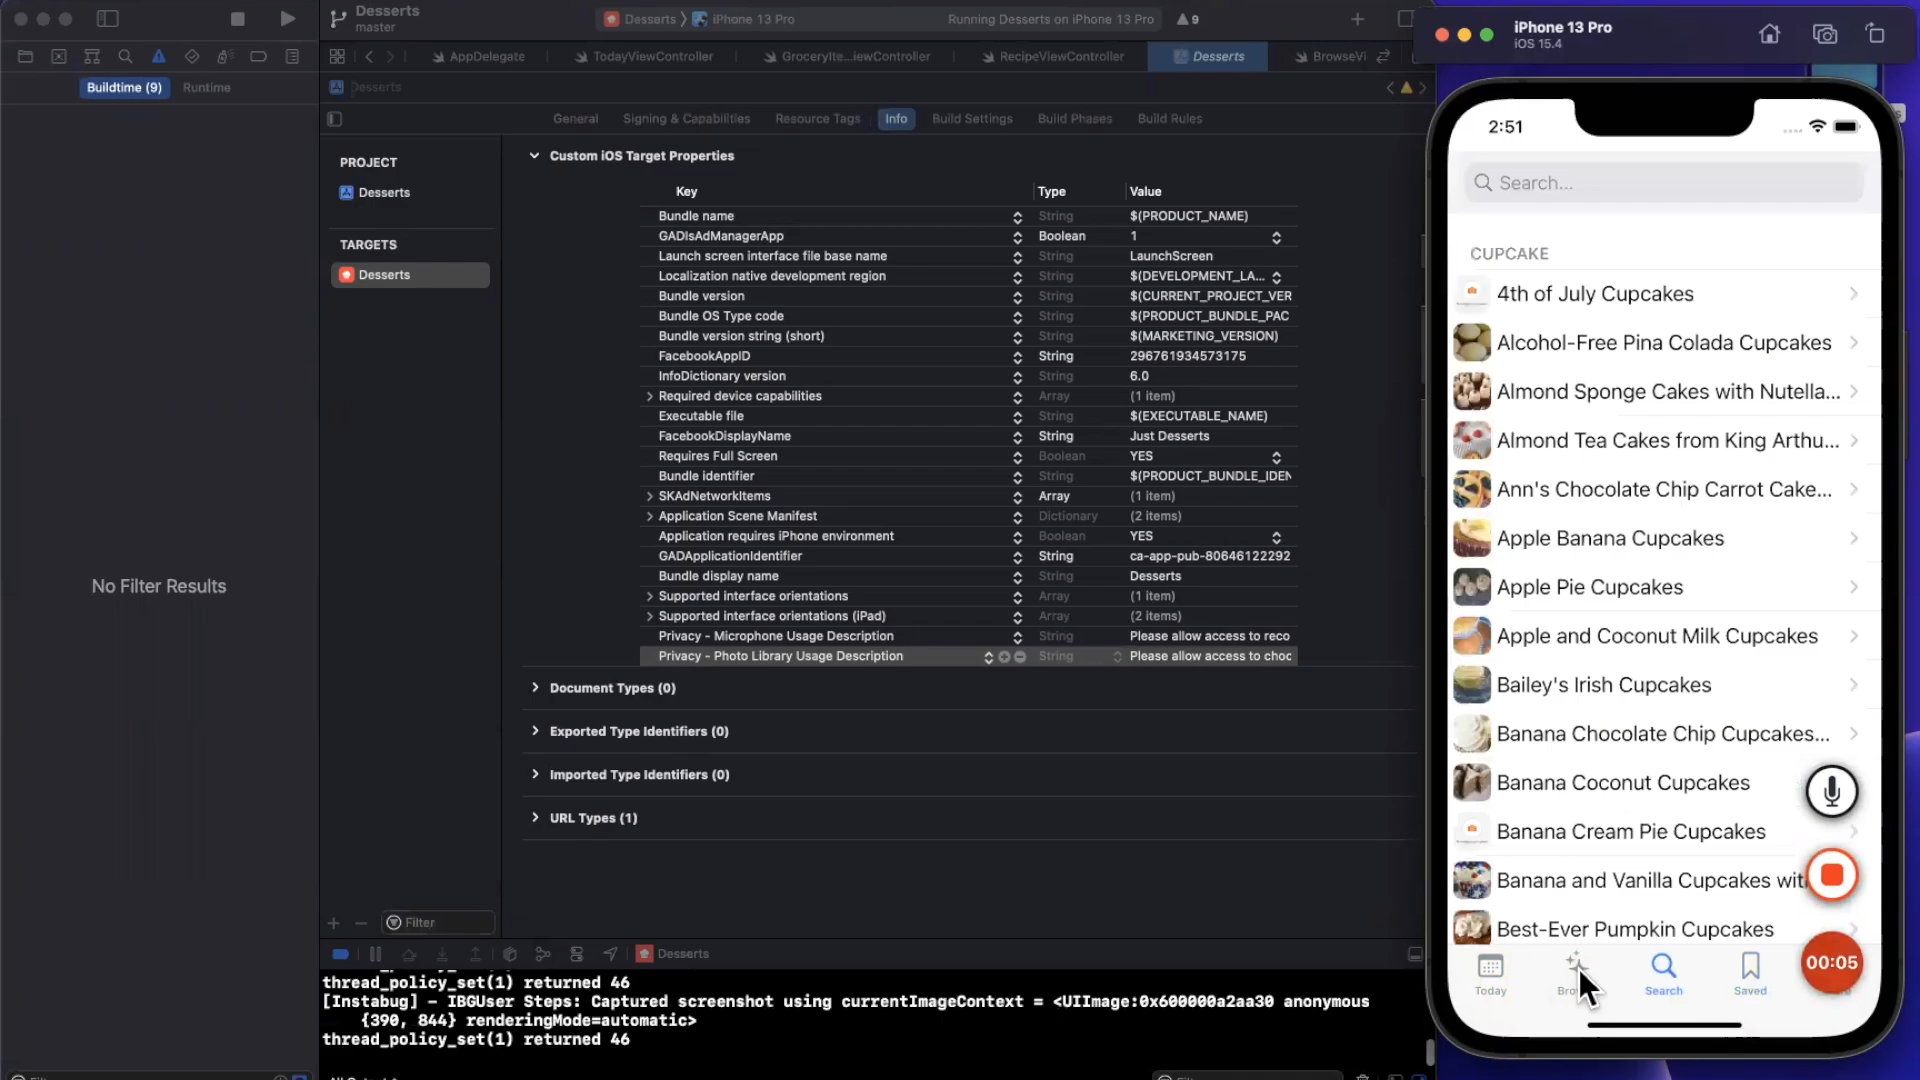 Desserts
master
Desserts
iPhone 13 Pro
Running Desserts on iPhone 13 Pro
9
AppDelegate
TodayViewController
GroceryIte...iewController
RecipeViewController
Desserts
BrowseVi
Buildtime (9)
Runtime
Desserts
General
Signing & Capabilities
Resource Tags
Info
Build Settings
Build Phases
Build Rules
PROJECT
Desserts
TARGETS
Desserts
No Filter Results
Filter
Custom iOS Target Properties
Key Type Value
Bundle name String $(PRODUCT_NAME)
GADIsAdManagerApp Boolean 1
Launch screen interface file base name String LaunchScreen
Localization native development region String $(DEVELOPMENT_LA...
Bundle version String $(CURRENT_PROJECT_VER
Bundle OS Type code String $(PRODUCT_BUNDLE_PAC
Bundle version string (short) String $(MARKETING_VERSION)
FacebookAppID String 296761934573175
InfoDictionary version String 6.0
Required device capabilities Array (1 item)
Executable file String $(EXECUTABLE_NAME)
FacebookDisplayName String Just Desserts
Requires Full Screen Boolean YES
Bundle identifier String $(PRODUCT_BUNDLE_IDEN
SKAdNetworkItems Array (1 item)
Application Scene Manifest Dictionary (2 items)
Application requires iPhone environment Boolean YES
GADApplicationIdentifier String ca-app-pub-80646122292
Bundle display name String Desserts
Supported interface orientations Array (1 item)
Supported interface orientations (iPad) Array (2 items)
Privacy - Microphone Usage Description String Please allow access to reco
Privacy - Photo Library Usage Description String Please allow access to choc
Document Types (0)
Exported Type Identifiers (0)
Imported Type Identifiers (0)
URL Types (1)
Desserts
thread_policy_set(1) returned 46
[Instabug] - IBGUser Steps: Captured screenshot using currentImageContext = <UIImage:0x600000a2aa30 anonymous
{390, 844} renderingMode=automatic>
thread_policy_set(1) returned 46
iPhone 13 Pro
iOS 15.4
2:51
Search...
CUPCAKE
4th of July Cupcakes
Alcohol-Free Pina Colada Cupcakes
Almond Sponge Cakes with Nutella...
Almond Tea Cakes from King Arthu...
Ann's Chocolate Chip Carrot Cake...
Apple Banana Cupcakes
Apple Pie Cupcakes
Apple and Coconut Milk Cupcakes
Bailey's Irish Cupcakes
Banana Chocolate Chip Cupcakes...
Banana Coconut Cupcakes
Banana Cream Pie Cupcakes
Banana and Vanilla Cupcakes wit
Best-Ever Pumpkin Cupcakes
00:05
Today
Search
Saved